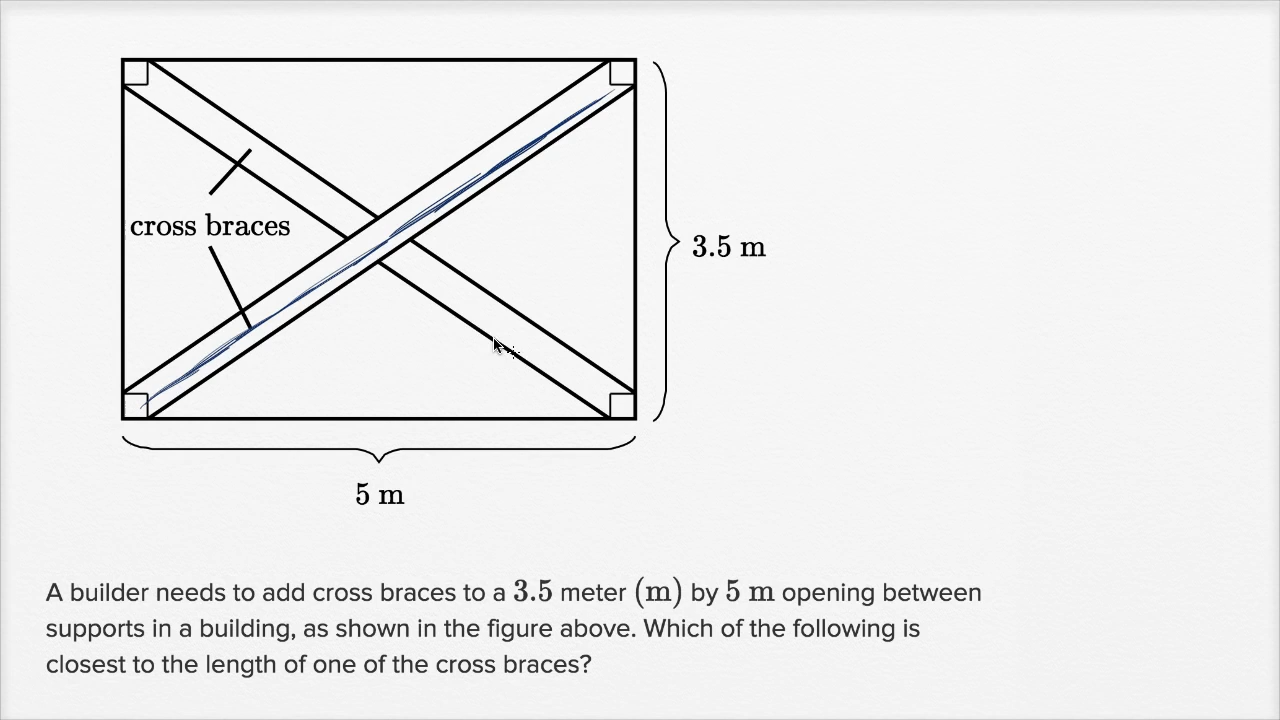 cross braces
3.5 m
5 m
A builder needs to add cross braces to a 3.5 meter (m) by 5 m opening between
supports in a building, as shown in the figure above. Which of the following is
closest to the length of one of the cross braces?